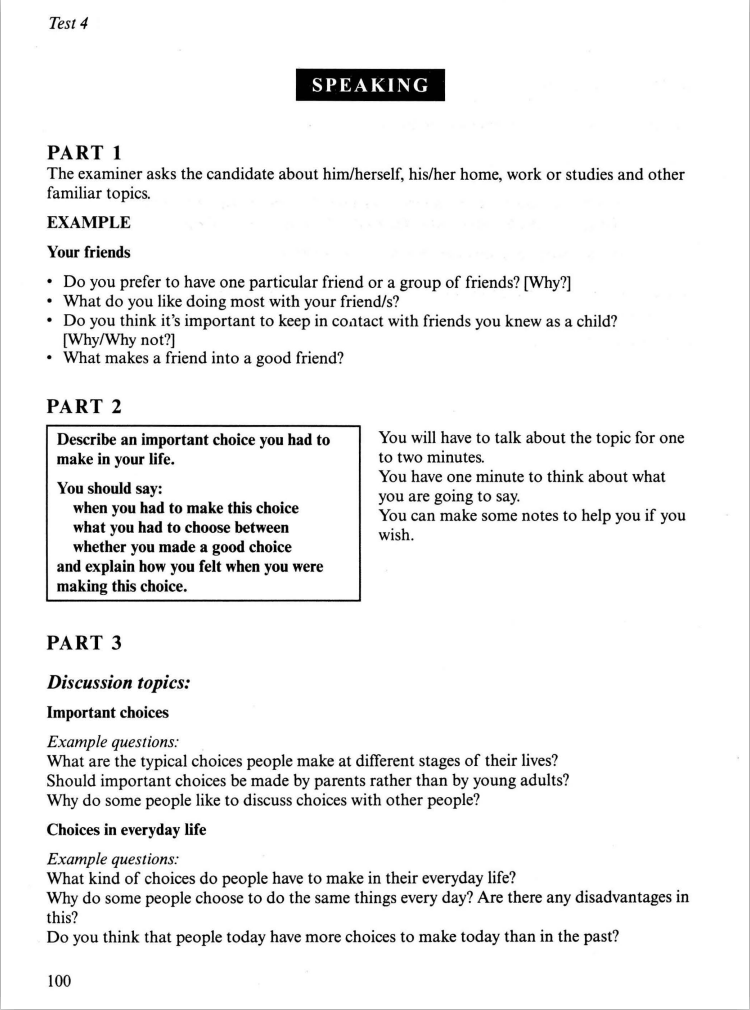 Test 4
SPEAKING
PART 1
The examiner asks the candidate about him/herself, his/her home, work or studies and other
familiar topics.
EXAMPLE
Your friends
• Do you prefer to have one particular friend or a group of friends? [Why?]
• What do you like doing most with your friend/s?
• Do you think it's important to keep in contact with friends you knew as a child?
[Why/Why not?]
• What makes a friend into a good friend?
PART 2
Describe an important choice you had to
make in your life.
You should say:
when you had to make this choice
what you had to choose between
whether you made a good choice
and explain how you felt when you were
making this choice.
You will have to talk about the topic for one
to two minutes.
You have one minute to think about what
you are going to say.
You can make some notes to help you if you
wish.
PART 3
Discussion topics:
Important choices
Example questions:
What are the typical choices people make at different stages of their lives?
Should important choices be made by parents rather than by young adults?
Why do some people like to discuss choices with other people?
Choices in everyday life
Example questions:
What kind of choices do people have to make in their everyday life?
Why do some people choose to do the same things every day? Are there any disadvantages in
this?
Do you think that people today have more choices to make today than in the past?
100